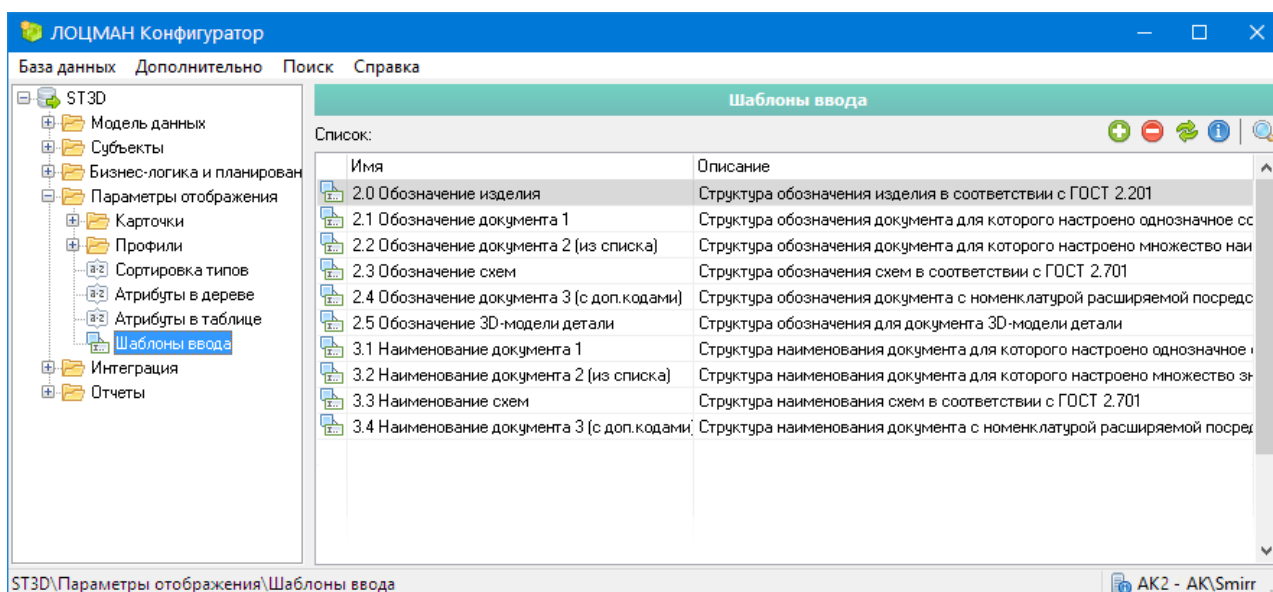 ЛОЦМАН Конфигуратор
База данных Дополнительно Поиск Справка
ST3D
Модель данных
Субъекты
Бизнес-логика и планирован
Параметры отображения
Карточки
Профили
Сортировка типов
Атрибуты в дереве
Атрибуты в таблице
Шаблоны ввода
Интеграция
Отчеты
Шаблоны ввода
Список:
Имя Описание
2.0 Обозначение изделия Структура обозначения изделия в соответствии с ГОСТ 2.201
2.1 Обозначение документа 1 Структура обозначения документа для которого настроено однозначное сс
2.2 Обозначение документа 2 (из списка) Структура обозначения документа для которого настроено множество наи
2.3 Обозначение схем Структура обозначения схем в соответствии с ГОСТ 2.701
2.4 Обозначение документа 3 (с доп.кодами) Структура обозначения документа с номенклатурой расширяемой посредс
2.5 Обозначение 3D-модели детали Структура обозначения для документа 3D-модели детали
3.1 Наименование документа 1 Структура наименования документа для которого настроено однозначное
3.2 Наименование документа 2 (из списка) Структура наименования документа для которого настроено множество зн
3.3 Наименование схем Структура наименования схем в соответствии с ГОСТ 2.701
3.4 Наименование документа 3 (с доп.кодами) Структура наименования документа с номенклатурой расширяемой посред
ST3D\Параметры отображения\Шаблоны ввода AK2 - AK\Smirr